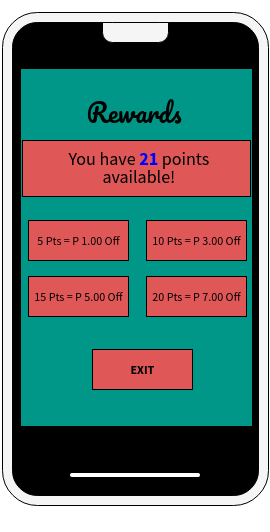 Rewards
You have 21 points
available!
5 Pts = P 1.00 Off
10 Pts = P 3.00 Off
15 Pts = P 5.00 Off
20 Pts = P 7.00 Off
EXIT